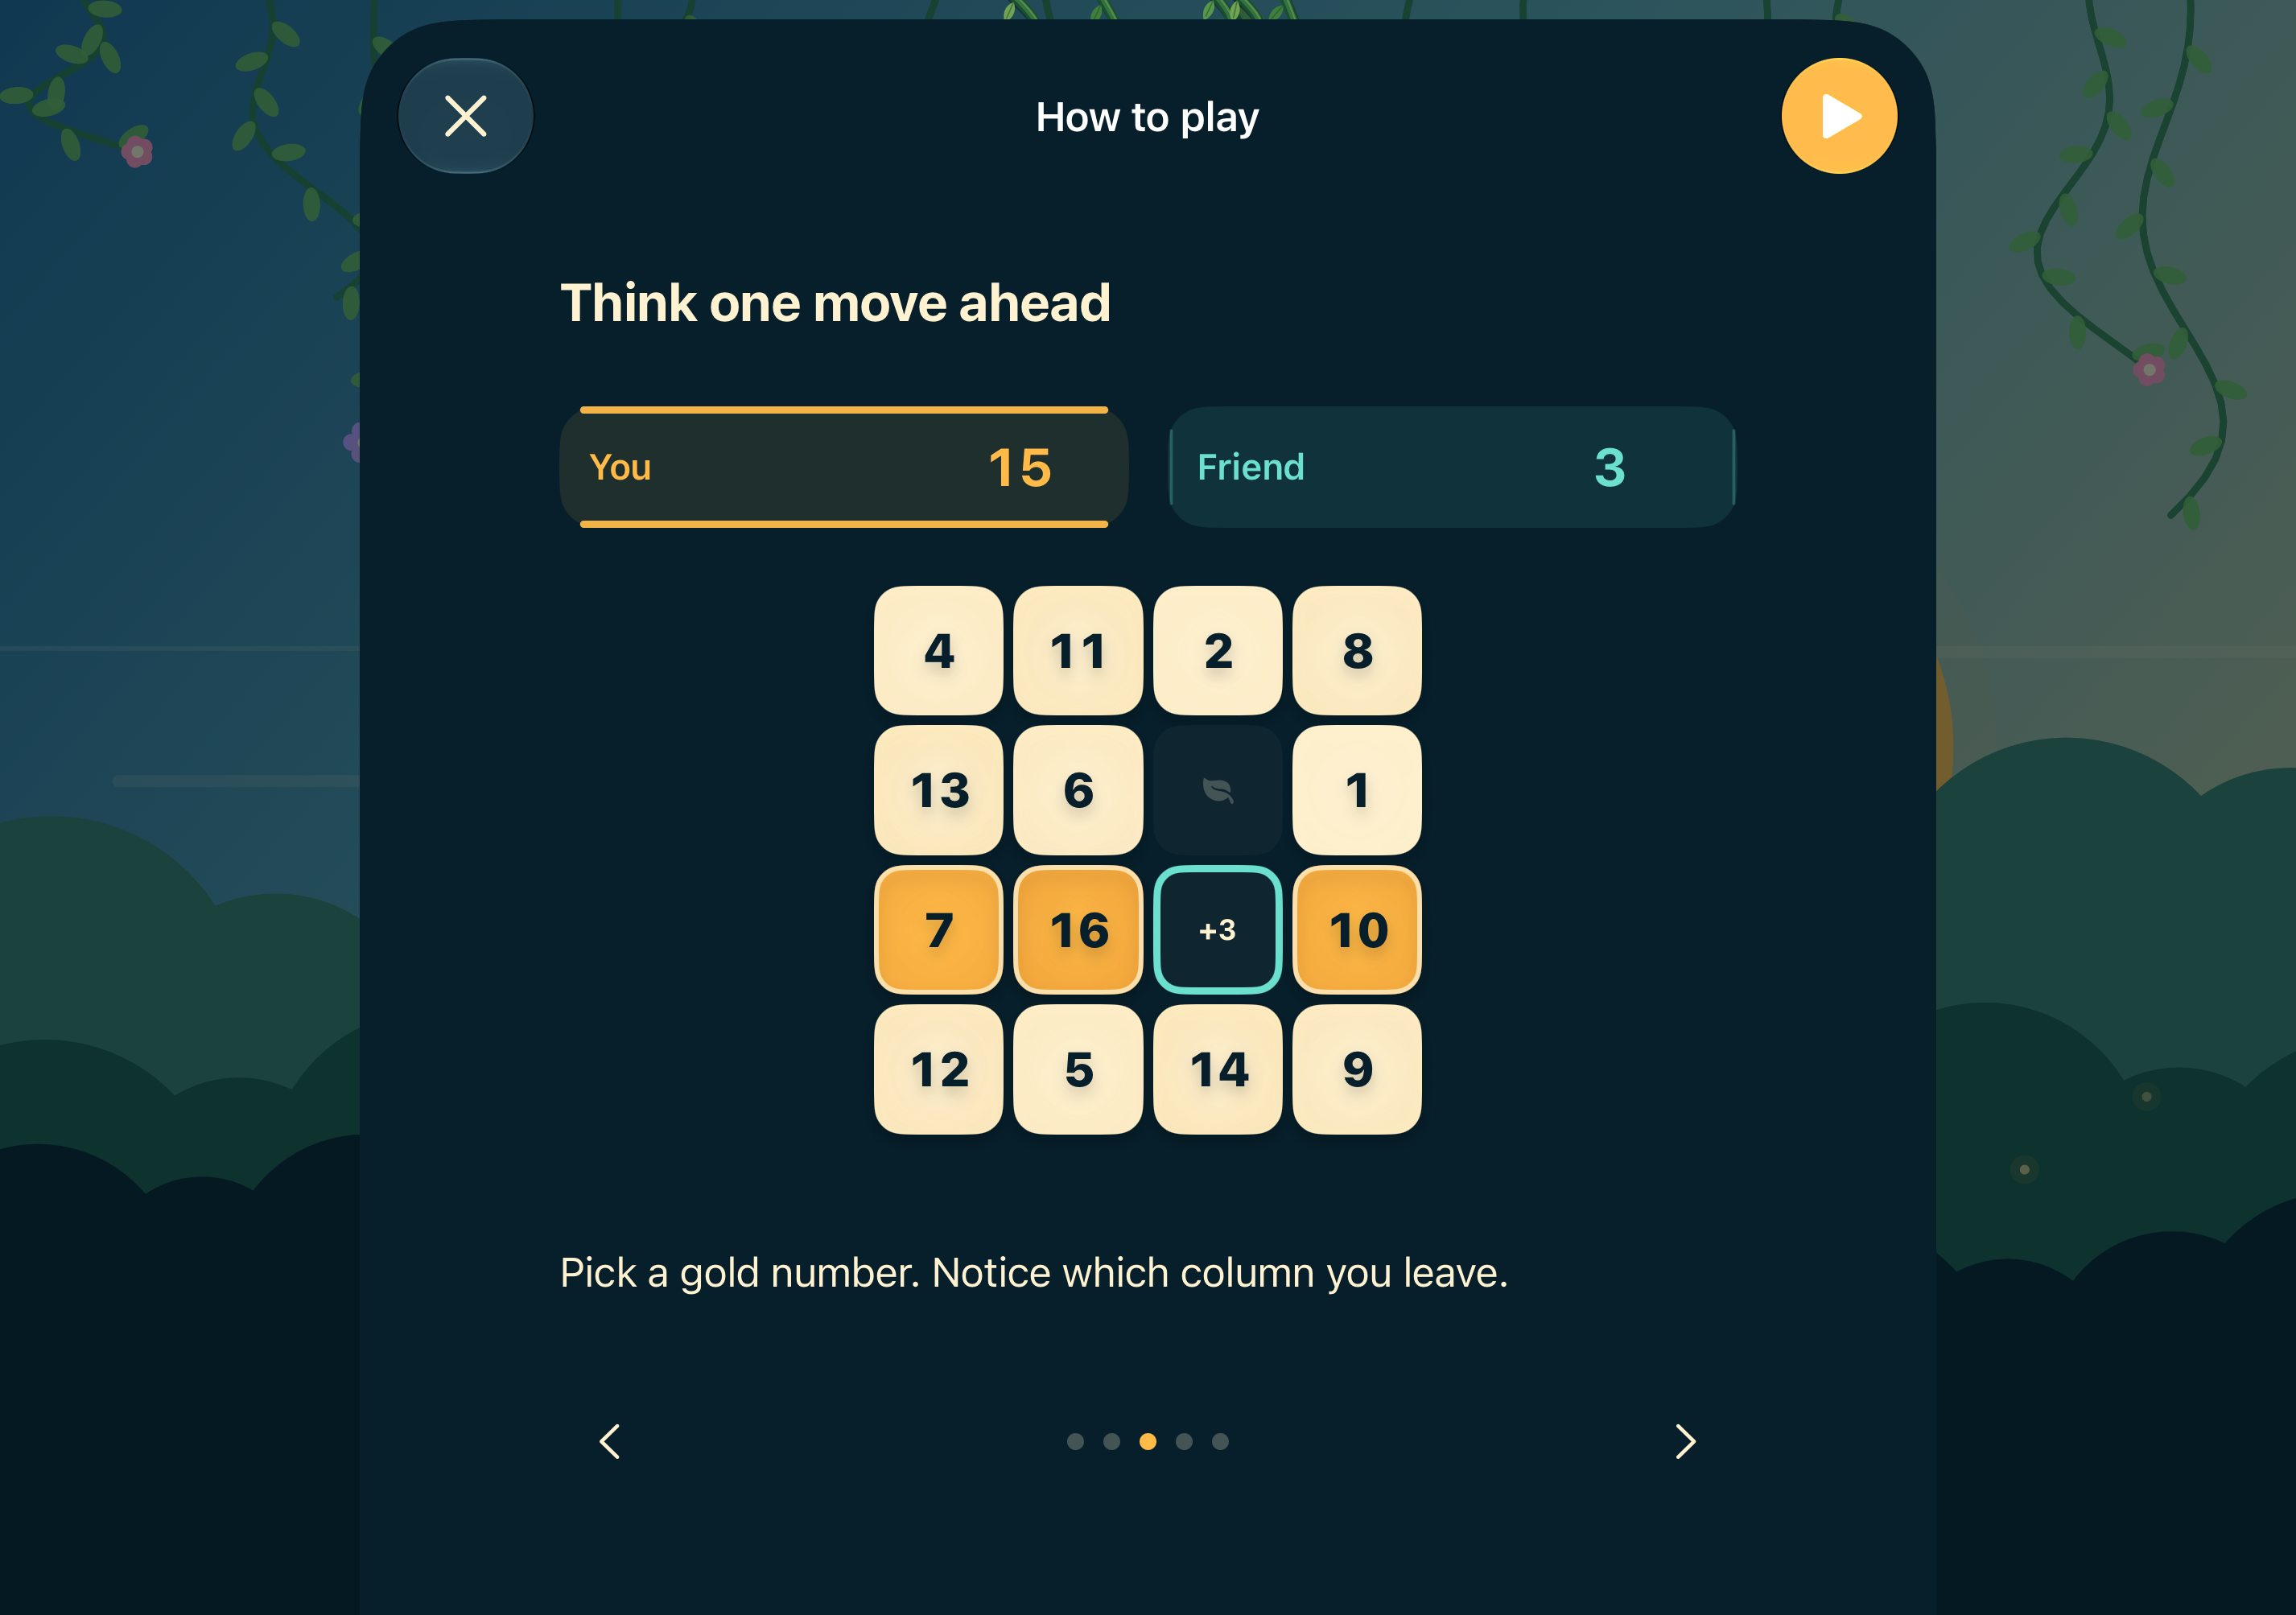 How to play
Think one move ahead
You 15 Friend 3
4 11 2 8
13 6 1
7 16 +3 10
12 5 14 9
Pick a gold number. Notice which column you leave.